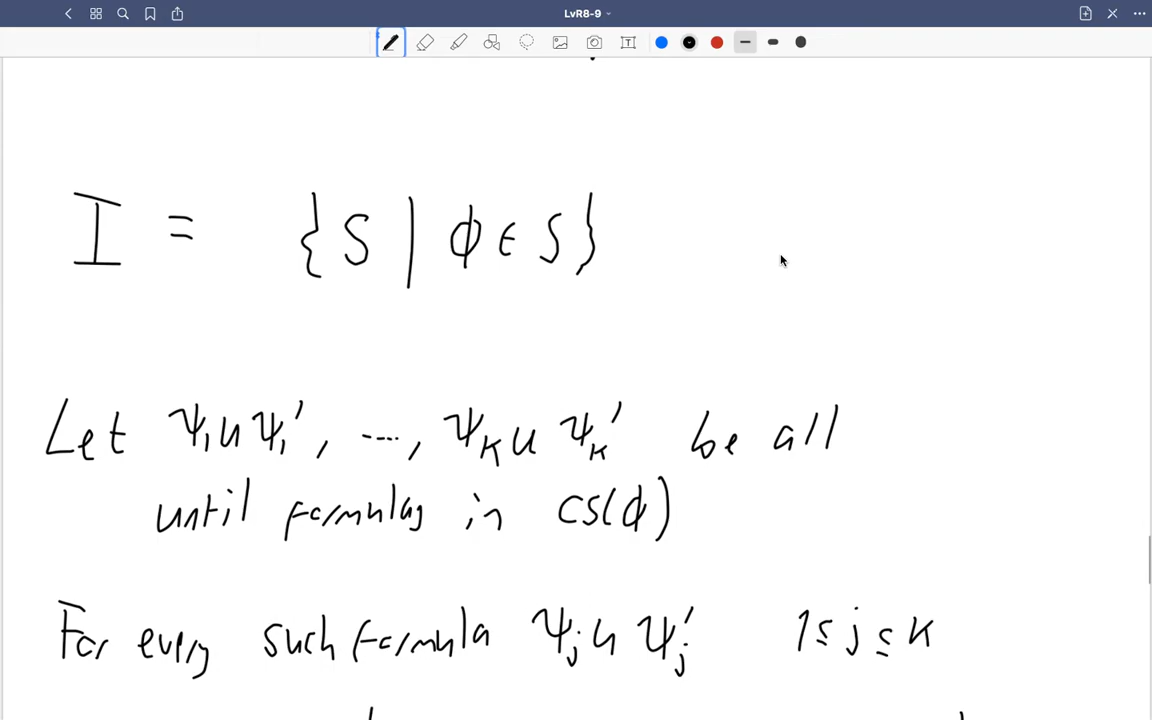 LvR8-9
I = {S | ϕ ∈ S}
Let Ψ₁ u Ψ₁', ...., Ψₖ u Ψₖ' be all
until formulas in cs(ϕ)
For every such formula Ψⱼ u Ψⱼ' 1 ≤ j ≤ k